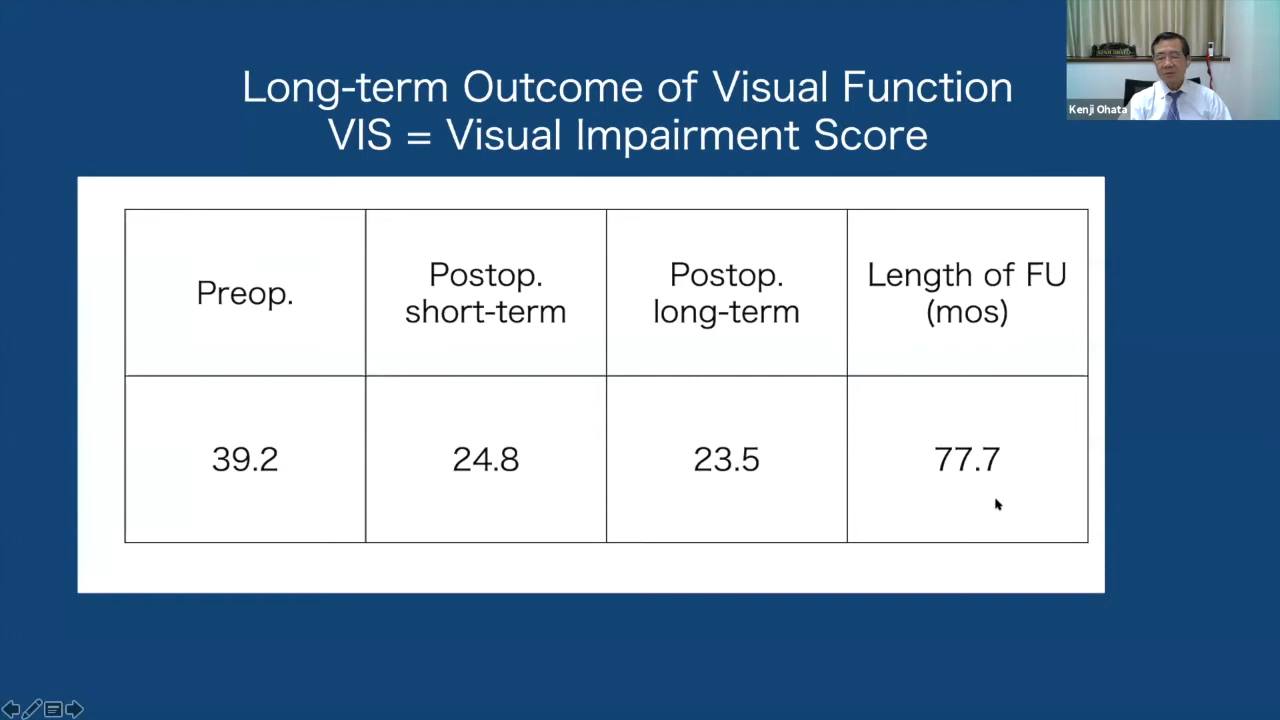 Long-term Outcome of Visual Function
VIS = Visual Impairment Score
Kenji Ohata
Preop.
Postop.
short-term
Postop.
long-term
Length of FU
(mos)
39.2
24.8
23.5
77.7